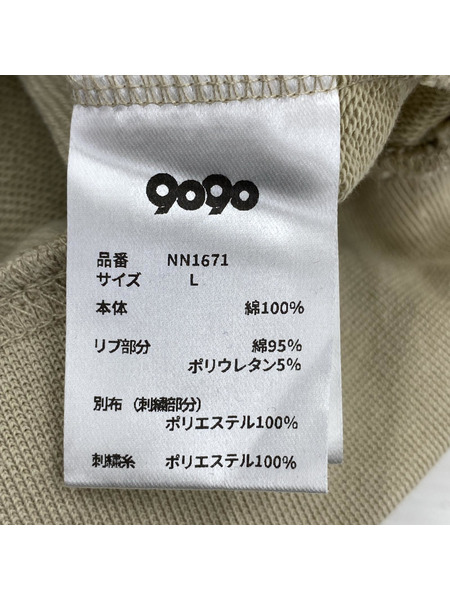 9090
品番 NN1671
サイズ L
本体 綿100%
リブ部分 綿95%
ポリウレタン5%
別布(刺繍部分)
ポリエステル100%
刺繍糸 ポリエステル100%